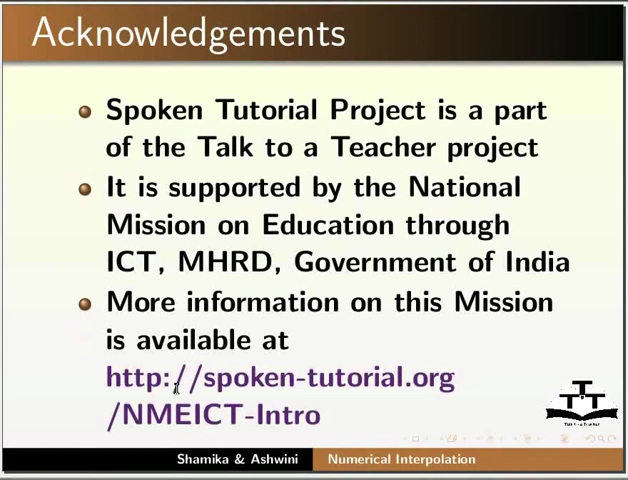 Acknowledgements
Spoken Tutorial Project is a part
of the Talk to a Teacher project
It is supported by the National
Mission on Education through
ICT, MHRD, Government of India
More information on this Mission
is available at
http://spoken-tutorial.org
/NMEICT-Intro
Shamika & Ashwini
Numerical Interpolation